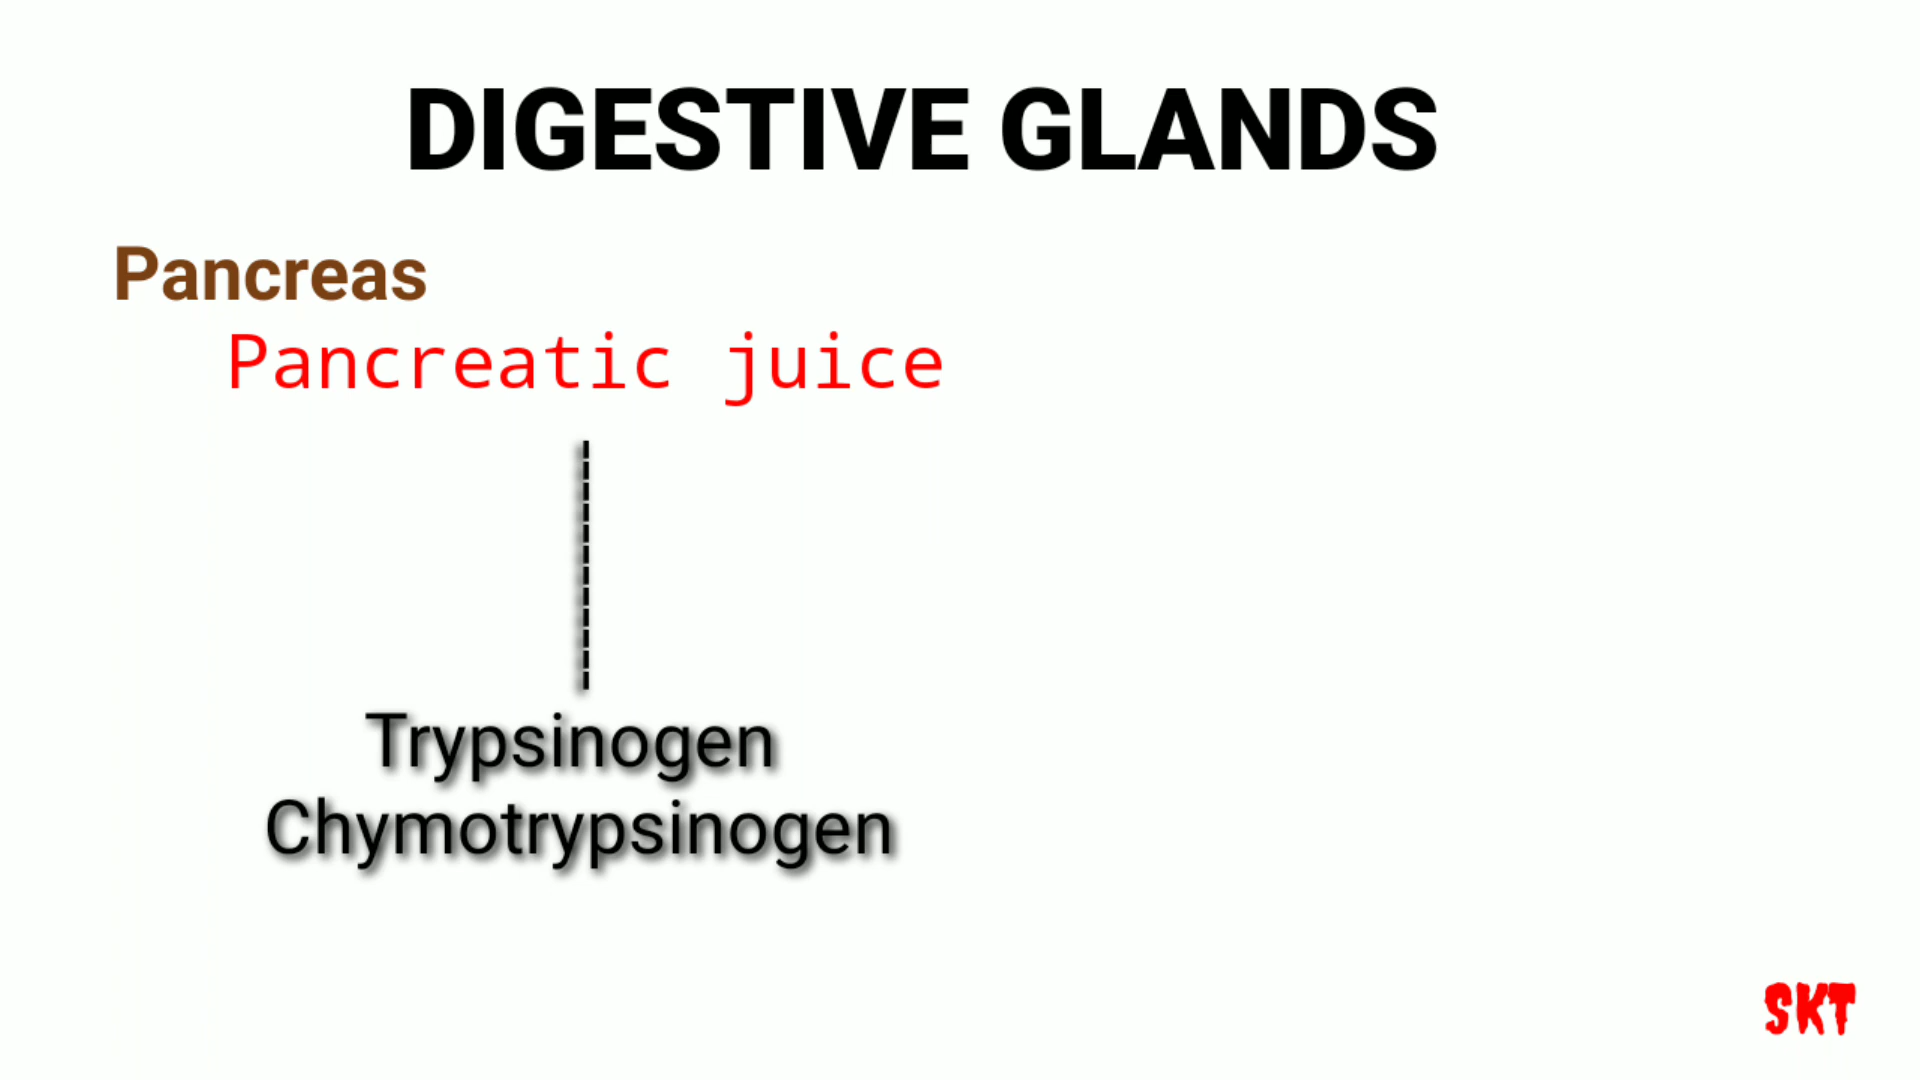 DIGESTIVE GLANDS
Pancreas
Pancreatic juice
Trypsinogen
Chymotrypsinogen
SKT